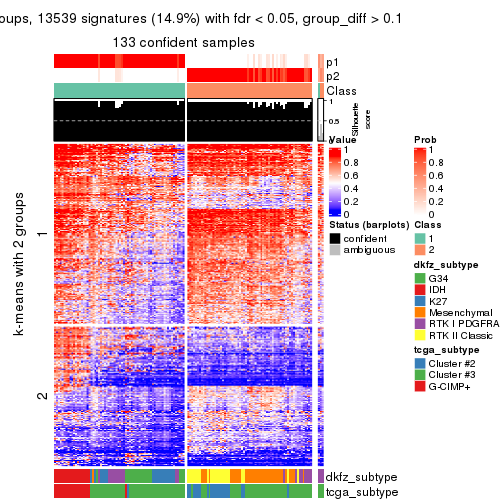 oups, 13539 signatures (14.9%) with fdr < 0.05, group_diff > 0.1
133 confident samples
p1
p2
Class
1
0.5
0
Silhouette
score
k-means with 2 groups
1
2
Value
1
0.8
0.6
0.4
0.2
0
Prob
1
0.8
0.6
0.4
0.2
0
Status (barplots)
confident
ambiguous
Class
1
2
dkfz_subtype
G34
IDH
K27
Mesenchymal
RTK I PDGFRA
RTK II Classic
tcga_subtype
Cluster #2
Cluster #3
G-CIMP+
dkfz_subtype
tcga_subtype